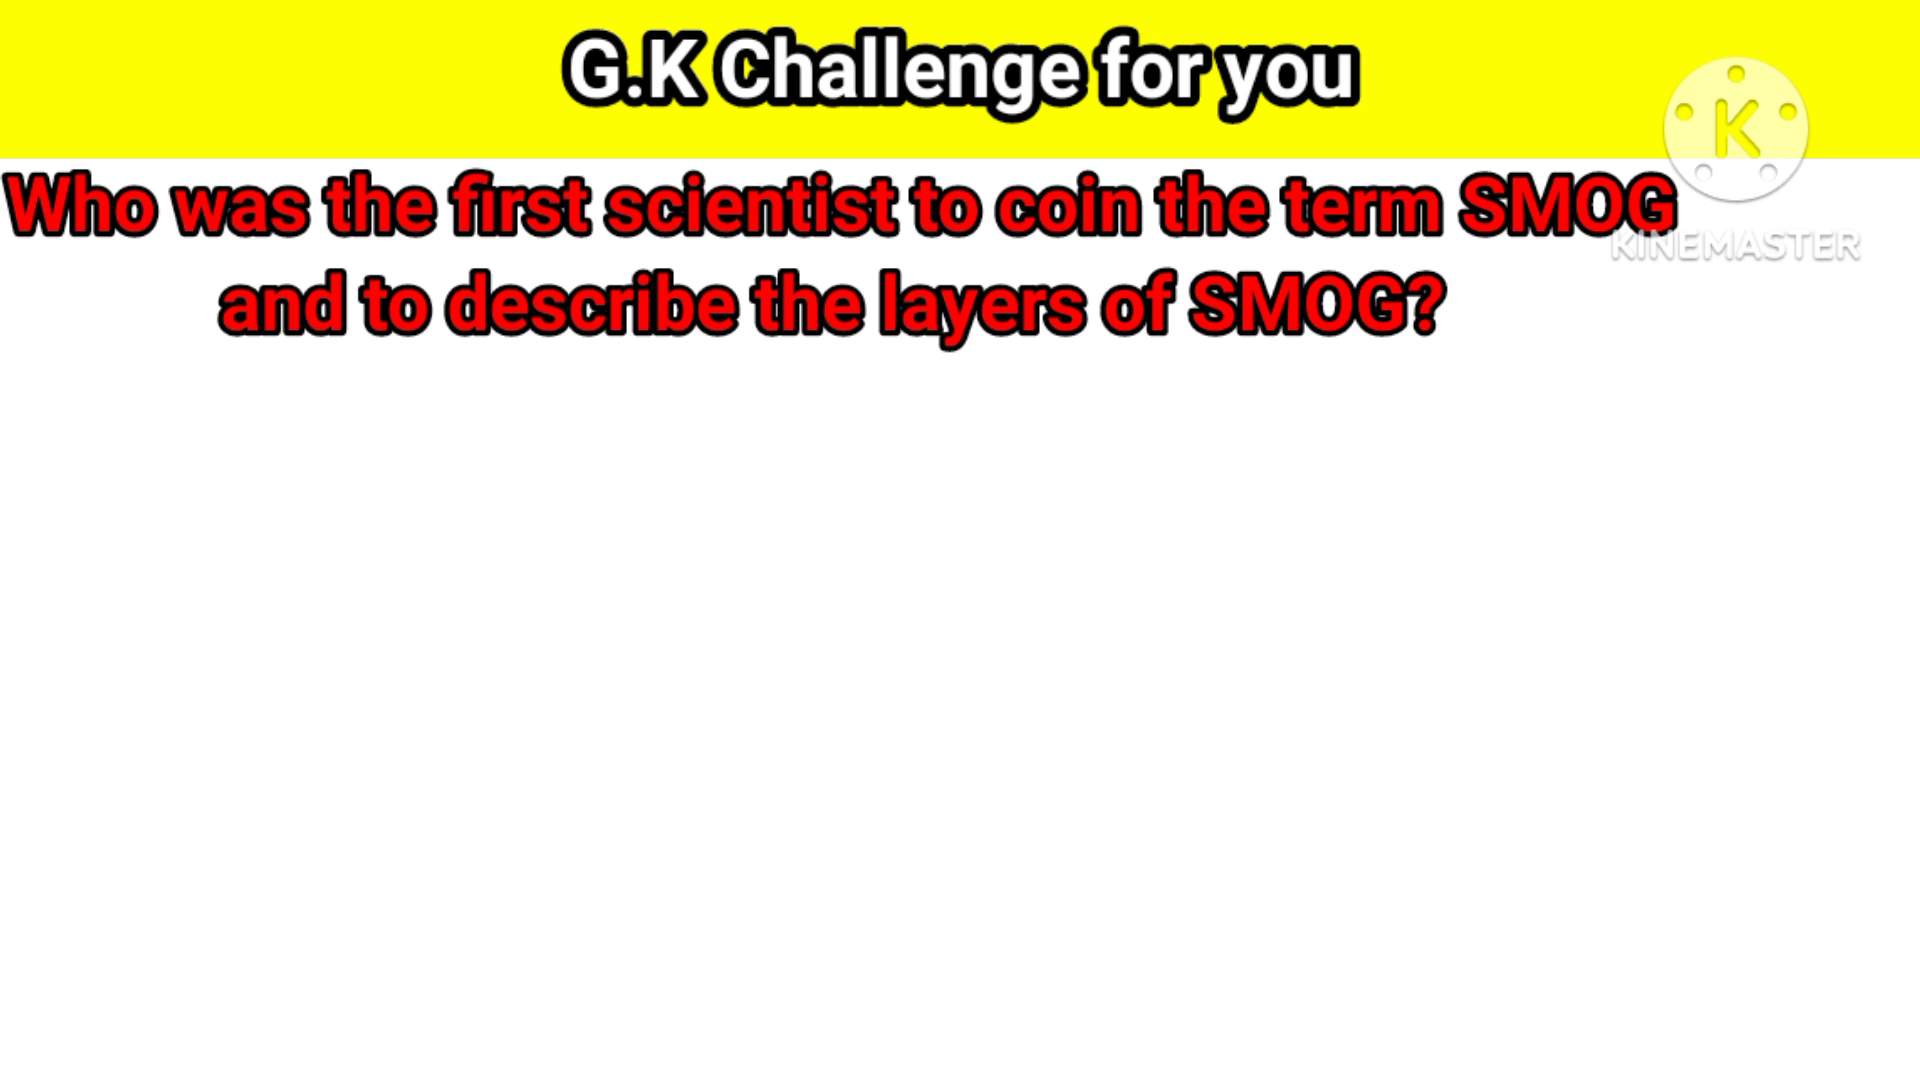 G.K Challenge for you
K
KINEMASTER
Who was the first scientist to coin the term SMOG
and to describe the layers of SMOG?